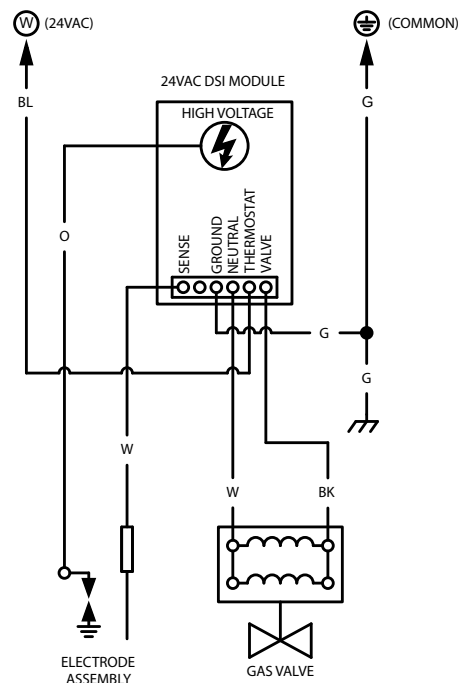 W (24VAC)
(COMMON)
24VAC DSI MODULE
BL
G
HIGH VOLTAGE
O
SENSE
GROUND
NEUTRAL
THERMOSTAT
VALVE
G
G
W
W
BK
ELECTRODE
ASSEMBLY
GAS VALVE